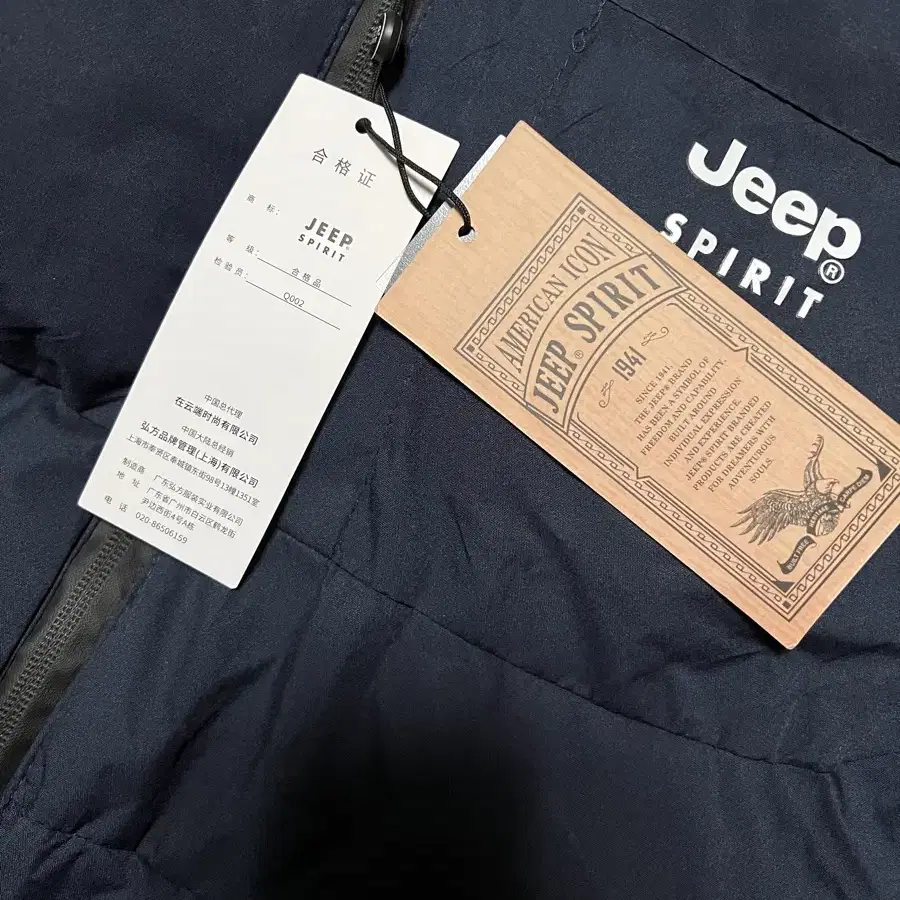 合格证
商 标：
JEEP
SPIRIT
等 级： 合格品
检验员： Q002
中国总代理
在云端时尚有限公司
中国大陆总经销
弘方品牌管理(上海)有限公司
上海市奉贤区奉城镇东街98号13幢1351室
制造商 广东弘方服装实业有限公司
地 址 广东省广州市白云区鹤龙街
尹边西街4号A栋
电 话 020-86506159
AMERICAN ICON
JEEP® SPIRIT
1941
SINCE 1941,
THE JEEP® BRAND
HAS BEEN A SYMBOL OF
FREEDOM AND CAPABILITY.
BUILT AROUND
INDIVIDUAL EXPRESSION
AND EXPERIENCE,
JEEP® SPIRIT BRANDED
PRODUCTS ARE CREATED
FOR DREAMERS WITH
ADVENTUROUS
SOULS.
CARPE DIEM
Jeep®
SPIRIT